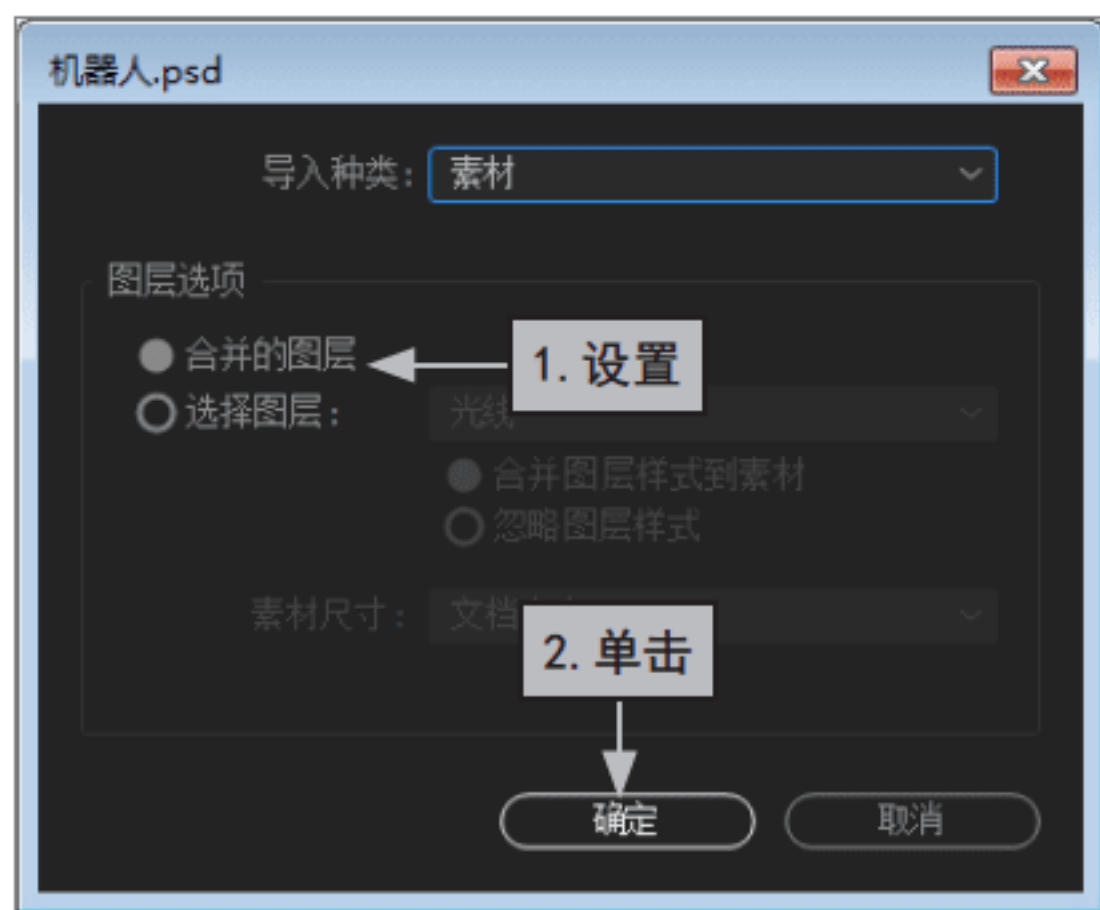 机器人.psd
导入种类: 素材
图层选项
合并的图层
1. 设置
选择图层: 光线
合并图层样式到素材
忽略图层样式
素材尺寸: 文档
2. 单击
确定 取消